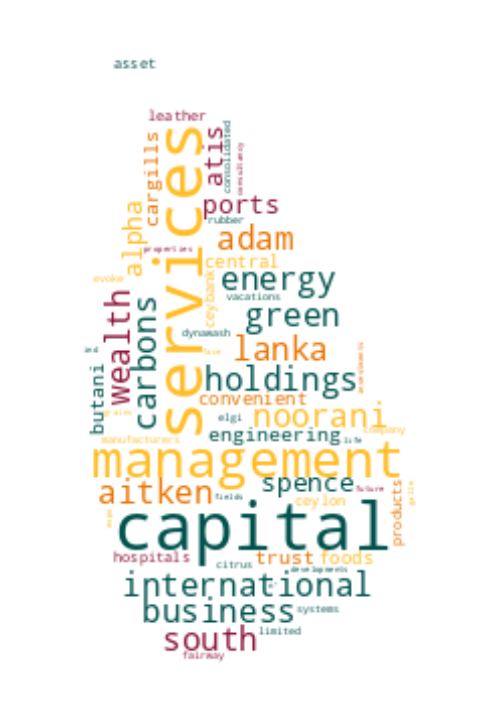 asset
leather
services
cargills
atis
consolidated
consultancy
ports
rubber
alpha
adam
properties
central
energy
evoke
ceybank
vacations
wealth
carbons
green
dynawash
lanka
butani
holdings
convenient
noorani
elgi
company
engineering
life
manufacturers
management
spence
aitken
future
fields
ceylon
products
capital
hospitals
trust
foods
citrus
developments
international
business
systems
south
limited
fairway